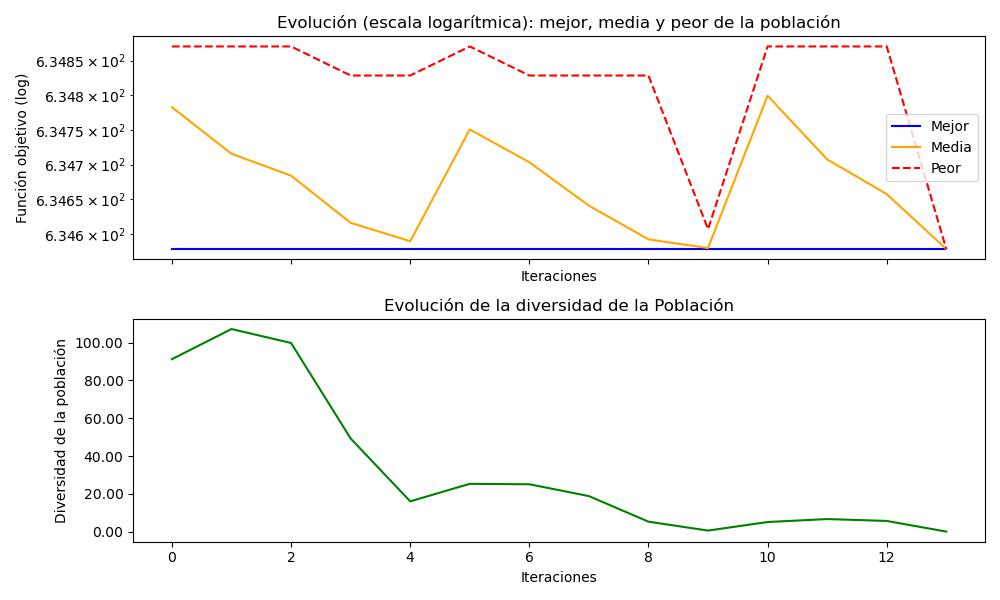 Evolución (escala logarítmica): mejor, media y peor de la población
Función objetivo (log)
6.3485 × 10²
6.348 × 10²
6.3475 × 10²
6.347 × 10²
6.3465 × 10²
6.346 × 10²
Mejor
Media
Peor
Iteraciones
Evolución de la diversidad de la Población
Diversidad de la población
100.00
80.00
60.00
40.00
20.00
0.00
0 2 4 6 8 10 12
Iteraciones